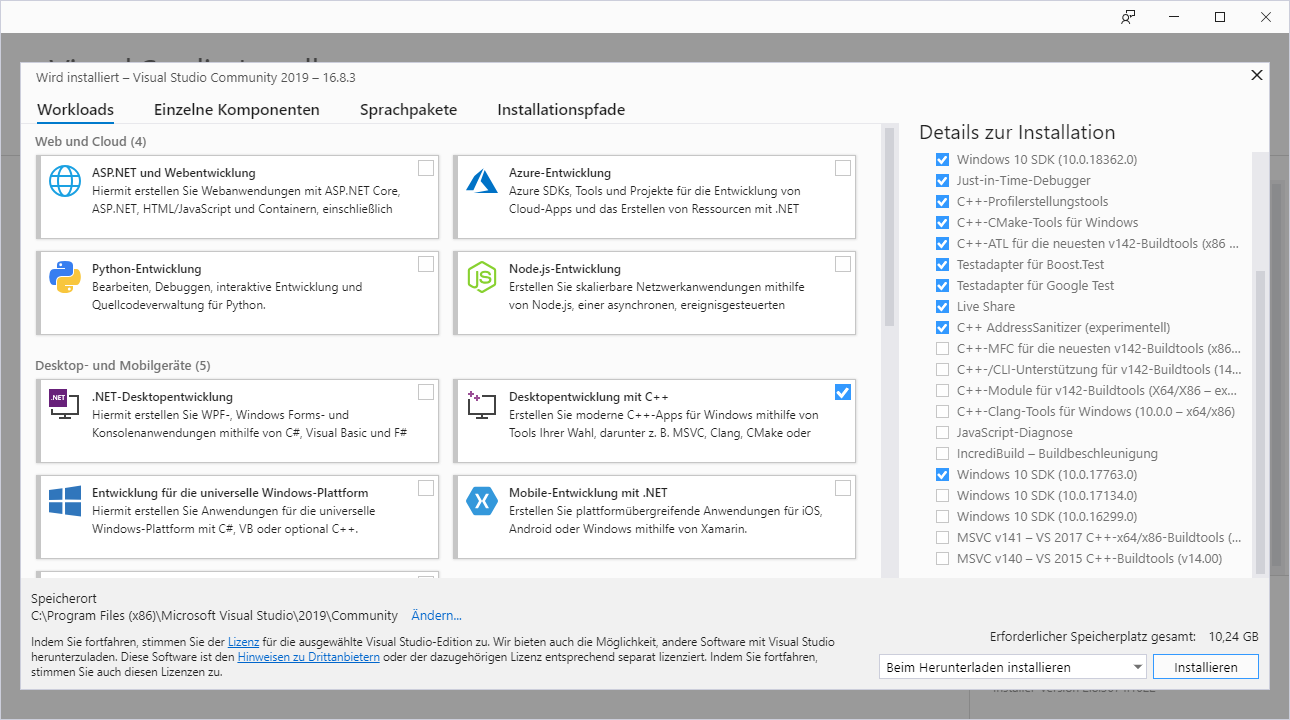 Wird installiert – Visual Studio Community 2019 – 16.8.3
Workloads
Einzelne Komponenten
Sprachpakete
Installationspfade
Web und Cloud (4)
ASP.NET und Webentwicklung
Hiermit erstellen Sie Webanwendungen mit ASP.NET Core,
ASP.NET, HTML/JavaScript und Containern, einschließlich
Azure-Entwicklung
Azure SDKs, Tools und Projekte für die Entwicklung von
Cloud-Apps und das Erstellen von Ressourcen mit .NET
Python-Entwicklung
Bearbeiten, Debuggen, interaktive Entwicklung und
Quellcodeverwaltung für Python.
JS
Node.js-Entwicklung
Erstellen Sie skalierbare Netzwerkanwendungen mithilfe
von Node.js, einer asynchronen, ereignisgesteuerten
Desktop- und Mobilgeräte (5)
.NET
.NET-Desktopentwicklung
Hiermit erstellen Sie WPF-, Windows Forms- und
Konsolenanwendungen mithilfe von C#, Visual Basic und F#
Desktopentwicklung mit C++
Erstellen Sie moderne C++-Apps für Windows mithilfe von
Tools Ihrer Wahl, darunter z. B. MSVC, Clang, CMake oder
Entwicklung für die universelle Windows-Plattform
Hiermit erstellen Sie Anwendungen für die universelle
Windows-Plattform mit C#, VB oder optional C++.
Mobile-Entwicklung mit .NET
Erstellen Sie plattformübergreifende Anwendungen für iOS,
Android oder Windows mithilfe von Xamarin.
Details zur Installation
Windows 10 SDK (10.0.18362.0)
Just-in-Time-Debugger
C++-Profilerstellungstools
C++-CMake-Tools für Windows
C++-ATL für die neuesten v142-Buildtools (x86 ...
Testadapter für Boost.Test
Testadapter für Google Test
Live Share
C++ AddressSanitizer (experimentell)
C++-MFC für die neuesten v142-Buildtools (x86...
C++-/CLI-Unterstützung für v142-Buildtools (14...
C++-Module für v142-Buildtools (X64/X86 – ex...
C++-Clang-Tools für Windows (10.0.0 – x64/x86)
JavaScript-Diagnose
IncrediBuild – Buildbeschleunigung
Windows 10 SDK (10.0.17763.0)
Windows 10 SDK (10.0.17134.0)
Windows 10 SDK (10.0.16299.0)
MSVC v141 – VS 2017 C++-x64/x86-Buildtools (...
MSVC v140 – VS 2015 C++-Buildtools (v14.00)
Speicherort
C:\Program Files (x86)\Microsoft Visual Studio\2019\Community Ändern...
Indem Sie fortfahren, stimmen Sie der Lizenz für die ausgewählte Visual Studio-Edition zu. Wir bieten auch die Möglichkeit, andere Software mit Visual Studio
herunterzuladen. Diese Software ist den Hinweisen zu Drittanbietern oder der dazugehörigen Lizenz entsprechend separat lizenziert. Indem Sie fortfahren,
stimmen Sie auch diesen Lizenzen zu.
Erforderlicher Speicherplatz gesamt: 10,24 GB
Beim Herunterladen installieren
Installieren